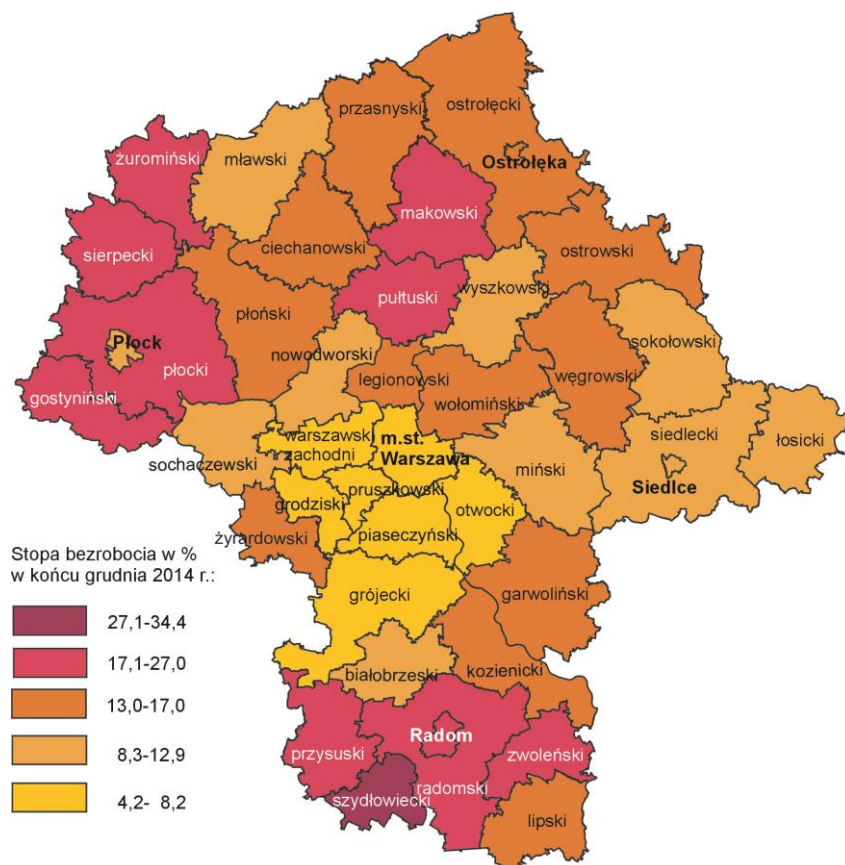 ostrołęcki
przasnyski
Ostrołęka
żuromiński
mławski
makowski
ciechanowski
sierpecki
ostrowski
pułtuski
wyszkowski
płoński
Płock
nowodworski
sokołowski
płocki
legionowski
węgrowski
gostyniński
wołomiński
warszawski
zachodni
m.st.
Warszawa
siedlecki
łosicki
sochaczewski
miński
Siedlce
pruszkowski
grodziski
otwocki
żyrardowski
piaseczyński
Stopa bezrobocia w %
w końcu grudnia 2014 r.:
grójecki
garwoliński
27,1-34,4
17,1-27,0
13,0-17,0
8,3-12,9
4,2- 8,2
białobrzeski
kozienicki
Radom
przysuski
zwoleński
szydłowiecki
radomski
lipski